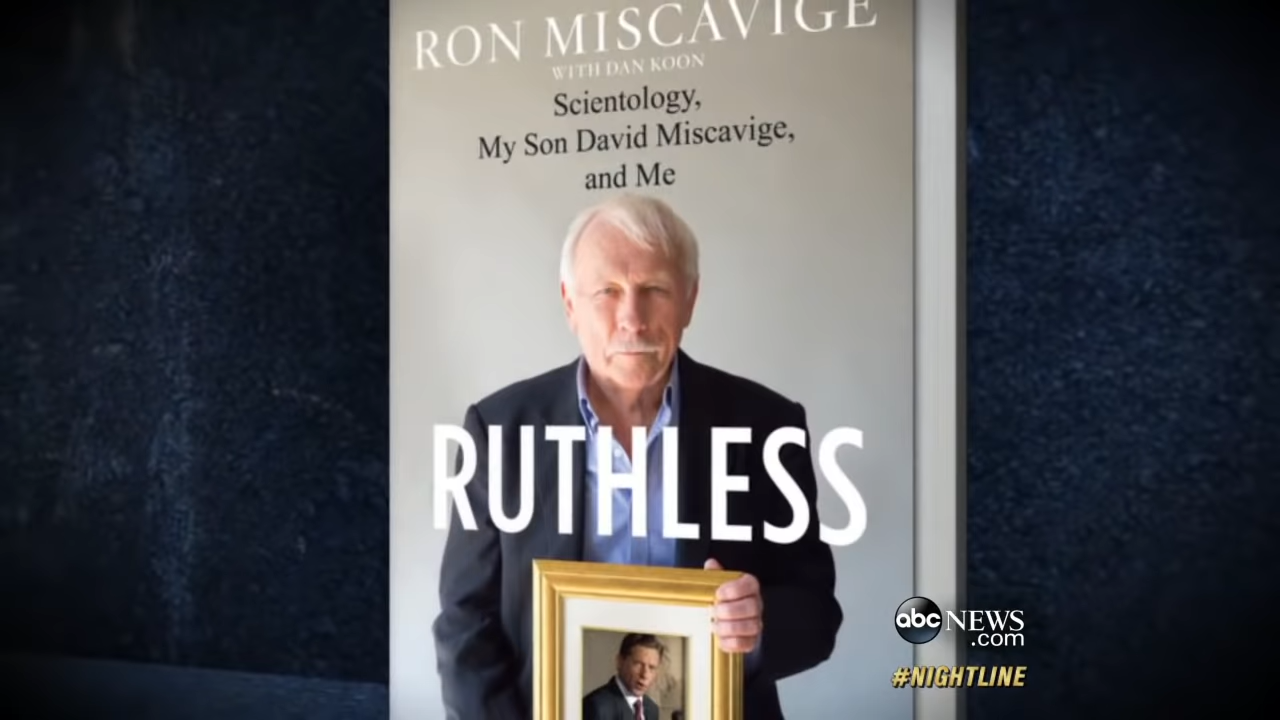 RON MISCAVIGE
WITH DAN KOON
Scientology,
My Son David Miscavige,
and Me
RUTHLESS
abc NEWS
.com
#NIGHTLINE